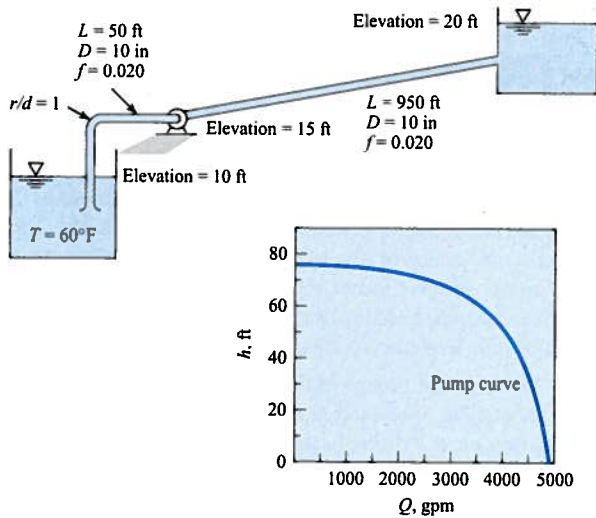 Elevation = 20 ft
L = 50 ft
D = 10 in
f = 0.020
r/d = 1
L = 950 ft
D = 10 in
f = 0.020
Elevation = 15 ft
Elevation = 10 ft
T = 60°F
80
60
40
20
0
h, ft
Pump curve
1000 2000 3000 4000 5000
Q, gpm